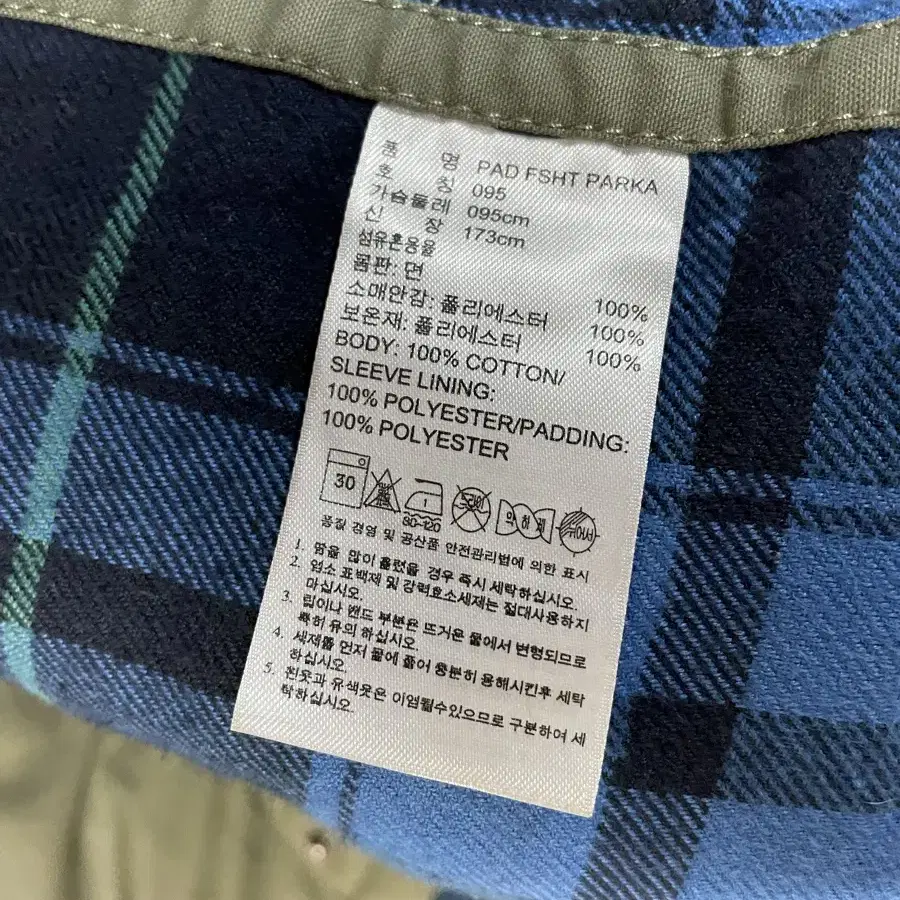 품 명 PAD FSHT PARKA
호 칭 095
가슴둘레 095cm
신 장 173cm
섬유혼용율
몸판: 면 100%
소매안감: 폴리에스터 100%
보온재: 폴리에스터 100%
BODY: 100% COTTON/
SLEEVE LINING:
100% POLYESTER/PADDING:
100% POLYESTER
30 1 80-120 드라이 약하게 뉘어서
품질 경영 및 공산품 안전관리법에 의한 표시
1. 땀을 많이 흘렸을 경우 즉시 세탁하십시오.
2. 염소 표백제 및 강력효소세제는 절대사용하지
마십시오.
3. 립이나 밴드 부분은 뜨거운 물에서 변형되므로
특히 유의 하십시오.
4. 세제를 먼저 물에 풀어 충분히 용해시킨후 세탁
하십시오.
5. 흰옷과 유색옷은 이염될수있으므로 구분하여 세
탁하십시오.